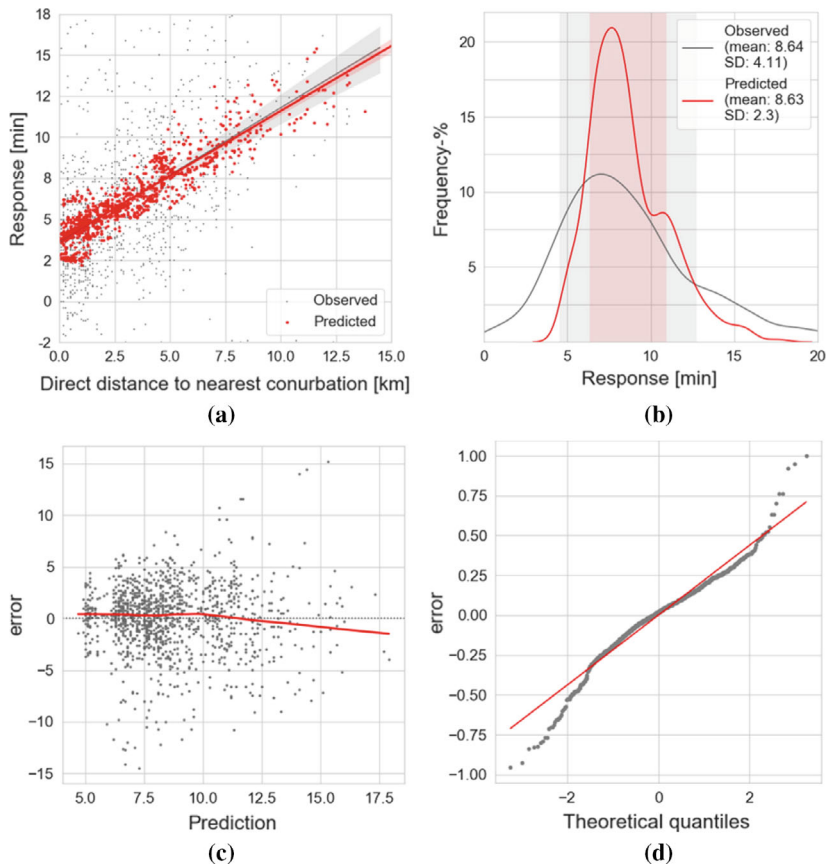 18
15
12
10
8
5
2
0
-2
Response [min]
Observed
Predicted
0.0 2.5 5.0 7.5 10.0 12.5 15.0
Direct distance to nearest conurbation [km]
(a)
20
15
10
5
Frequency-%
Observed
(mean: 8.64
SD: 4.11)
Predicted
(mean: 8.63
SD: 2.3)
0 5 10 15 20
Response [min]
(b)
15
10
5
0
−5
−10
−15
error
5.0 7.5 10.0 12.5 15.0 17.5
Prediction
(c)
1.00
0.75
0.50
0.25
0.00
−0.25
−0.50
−0.75
−1.00
error
−2 0 2
Theoretical quantiles
(d)